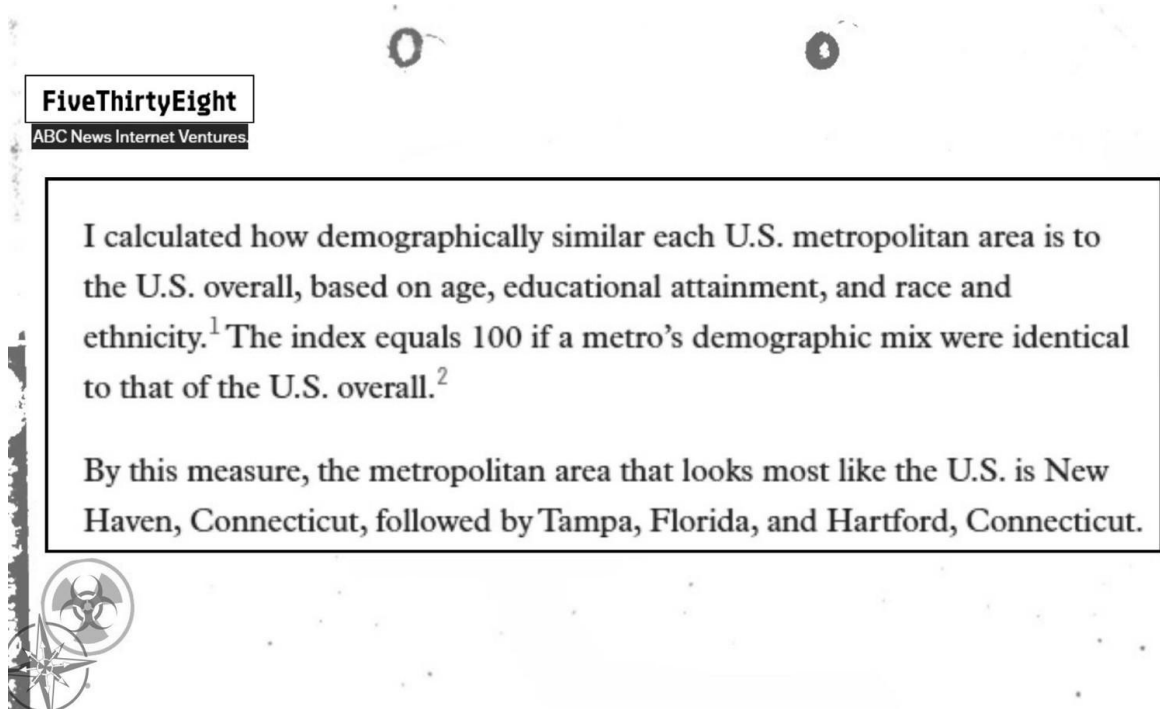 FiveThirtyEight
ABC News Internet Ventures.
I calculated how demographically similar each U.S. metropolitan area is to
the U.S. overall, based on age, educational attainment, and race and
ethnicity.1 The index equals 100 if a metro’s demographic mix were identical
to that of the U.S. overall.2
By this measure, the metropolitan area that looks most like the U.S. is New
Haven, Connecticut, followed by Tampa, Florida, and Hartford, Connecticut.